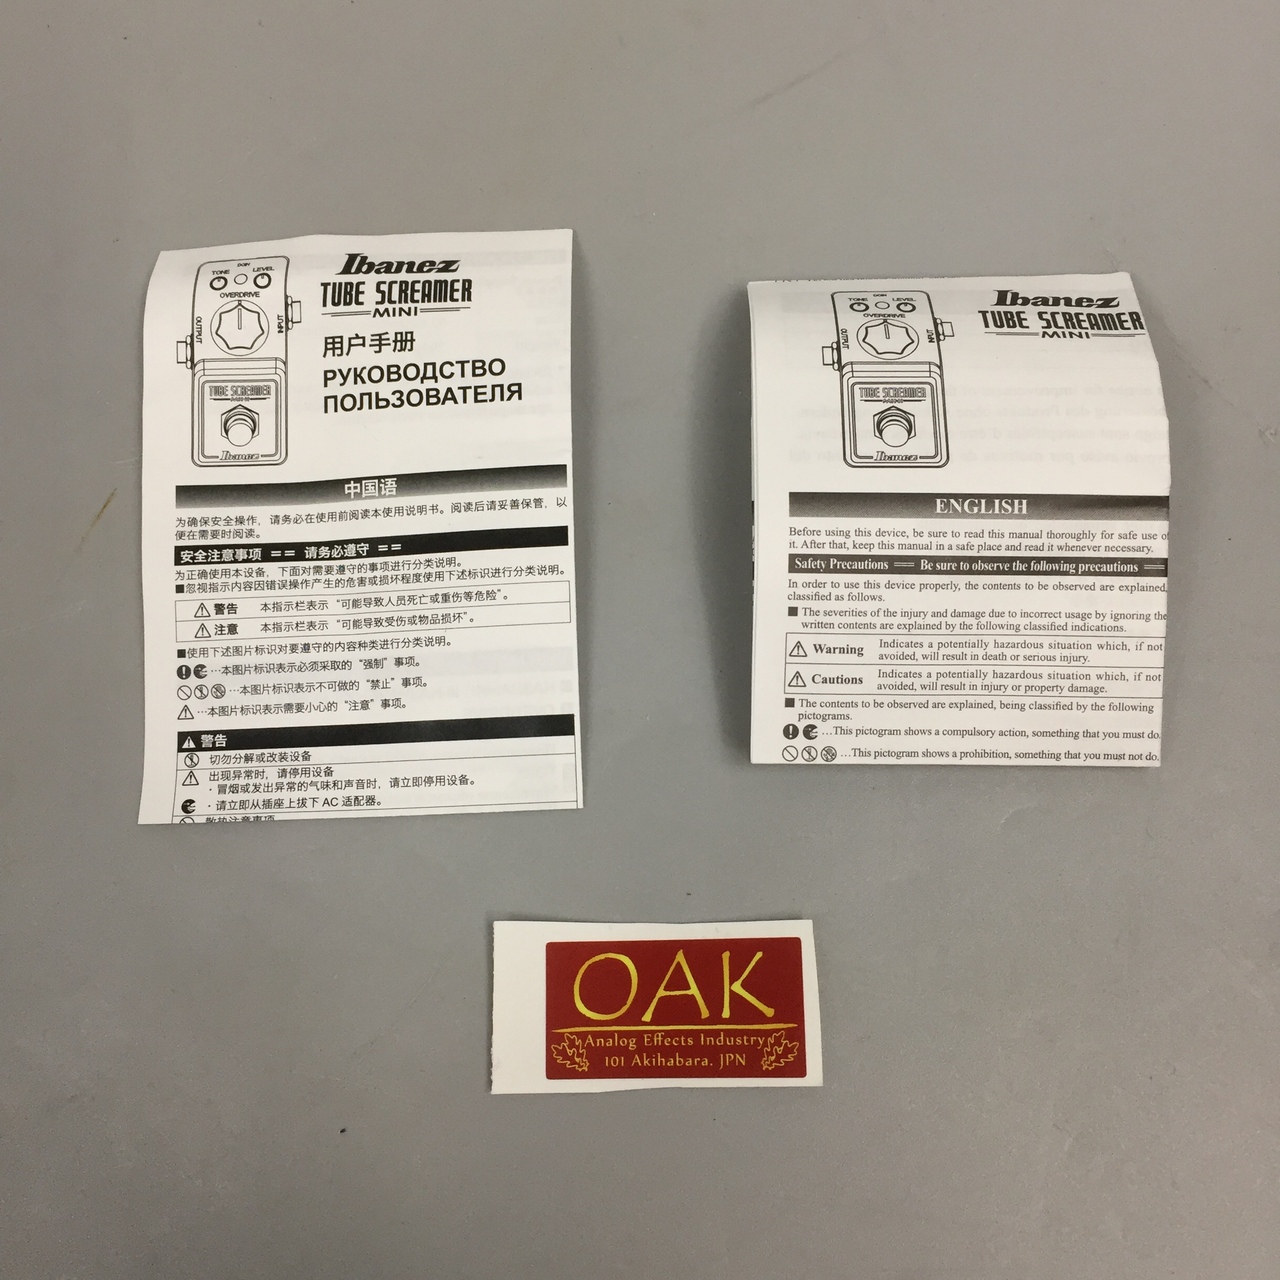 Ibanez
TUBE SCREAMER
MINI
用户手册
РУКОВОДСТВО
ПОЛЬЗОВАТЕЛЯ
TONE
LEVEL
OVERDRIVE
OUTPUT
INPUT
TUBE SCREAMER
Ibanez
中国语
为确保安全操作，请务必在使用前阅读本使用说明书。阅读后请妥善保管，以
便在需要时阅读。
安全注意事项 == 请务必遵守 ==
为正确使用本设备，下面对需要遵守的事项进行分类说明。
■忽视指示内容因错误操作产生的危害或损坏程度使用下述标识进行分类说明。
警告 本指示栏表示“可能导致人员死亡或重伤等危险”。
注意 本指示栏表示“可能导致受伤或物品损坏”。
■使用下述图片标识对要遵守的内容种类进行分类说明。
…本图片标识表示必须采取的“强制”事项。
…本图片标识表示不可做的“禁止”事项。
…本图片标识表示需要小心的“注意”事项。
警告
切勿分解或改装设备
出现异常时，请停用设备
・冒烟或发出异常的气味和声音时，请立即停用设备。
・请立即从插座上拔下 AC 适配器。
散热注意事项
Ibanez
TUBE SCREAMER
MINI
TONE
LEVEL
OVERDRIVE
OUTPUT
INPUT
TUBE SCREAMER
Ibanez
ENGLISH
Before using this device, be sure to read this manual thoroughly for safe use of
it. After that, keep this manual in a safe place and read it whenever necessary.
Safety Precautions == Be sure to observe the following precautions ==
In order to use this device properly, the contents to be observed are explained,
classified as follows.
■ The severities of the injury and damage due to incorrect usage by ignoring the
written contents are explained by the following classified indications.
Warning Indicates a potentially hazardous situation which, if not
avoided, will result in death or serious injury.
Cautions Indicates a potentially hazardous situation which, if not
avoided, will result in injury or property damage.
■ The contents to be observed are explained, being classified by the following
pictograms.
…This pictogram shows a compulsory action, something that you must do.
…This pictogram shows a prohibition, something that you must not do.
OAK
Analog Effects Industry
101 Akihabara. JPN